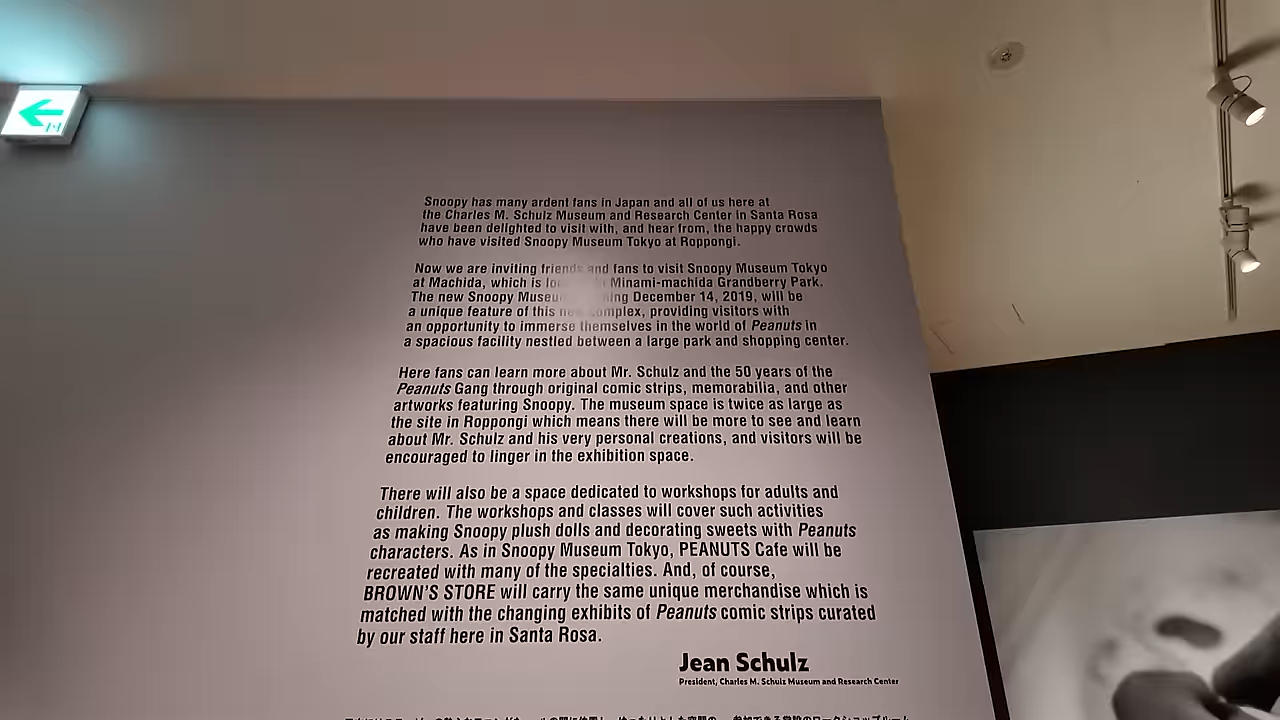 Snoopy has many ardent fans in Japan and all of us here at
the Charles M. Schulz Museum and Research Center in Santa Rosa
have been delighted to visit with, and hear from, the happy crowds
who have visited Snoopy Museum Tokyo at Roppongi.
Now we are inviting friends and fans to visit Snoopy Museum Tokyo
at Machida, which is Minami-machida Grandberry Park.
The new Snoopy Museum December 14, 2019, will be
a unique feature of this new complex, providing visitors with
an opportunity to immerse themselves in the world of Peanuts in
a spacious facility nestled between a large park and shopping center.
Here fans can learn more about Mr. Schulz and the 50 years of the
Peanuts Gang through original comic strips, memorabilia, and other
artworks featuring Snoopy. The museum space is twice as large as
the site in Roppongi which means there will be more to see and learn
about Mr. Schulz and his very personal creations, and visitors will be
encouraged to linger in the exhibition space.
There will also be a space dedicated to workshops for adults and
children. The workshops and classes will cover such activities
as making Snoopy plush dolls and decorating sweets with Peanuts
characters. As in Snoopy Museum Tokyo, PEANUTS Cafe will be
recreated with many of the specialties. And, of course,
BROWN'S STORE will carry the same unique merchandise which is
matched with the changing exhibits of Peanuts comic strips curated
by our staff here in Santa Rosa.
Jean Schulz
President, Charles M. Schulz Museum and Research Center